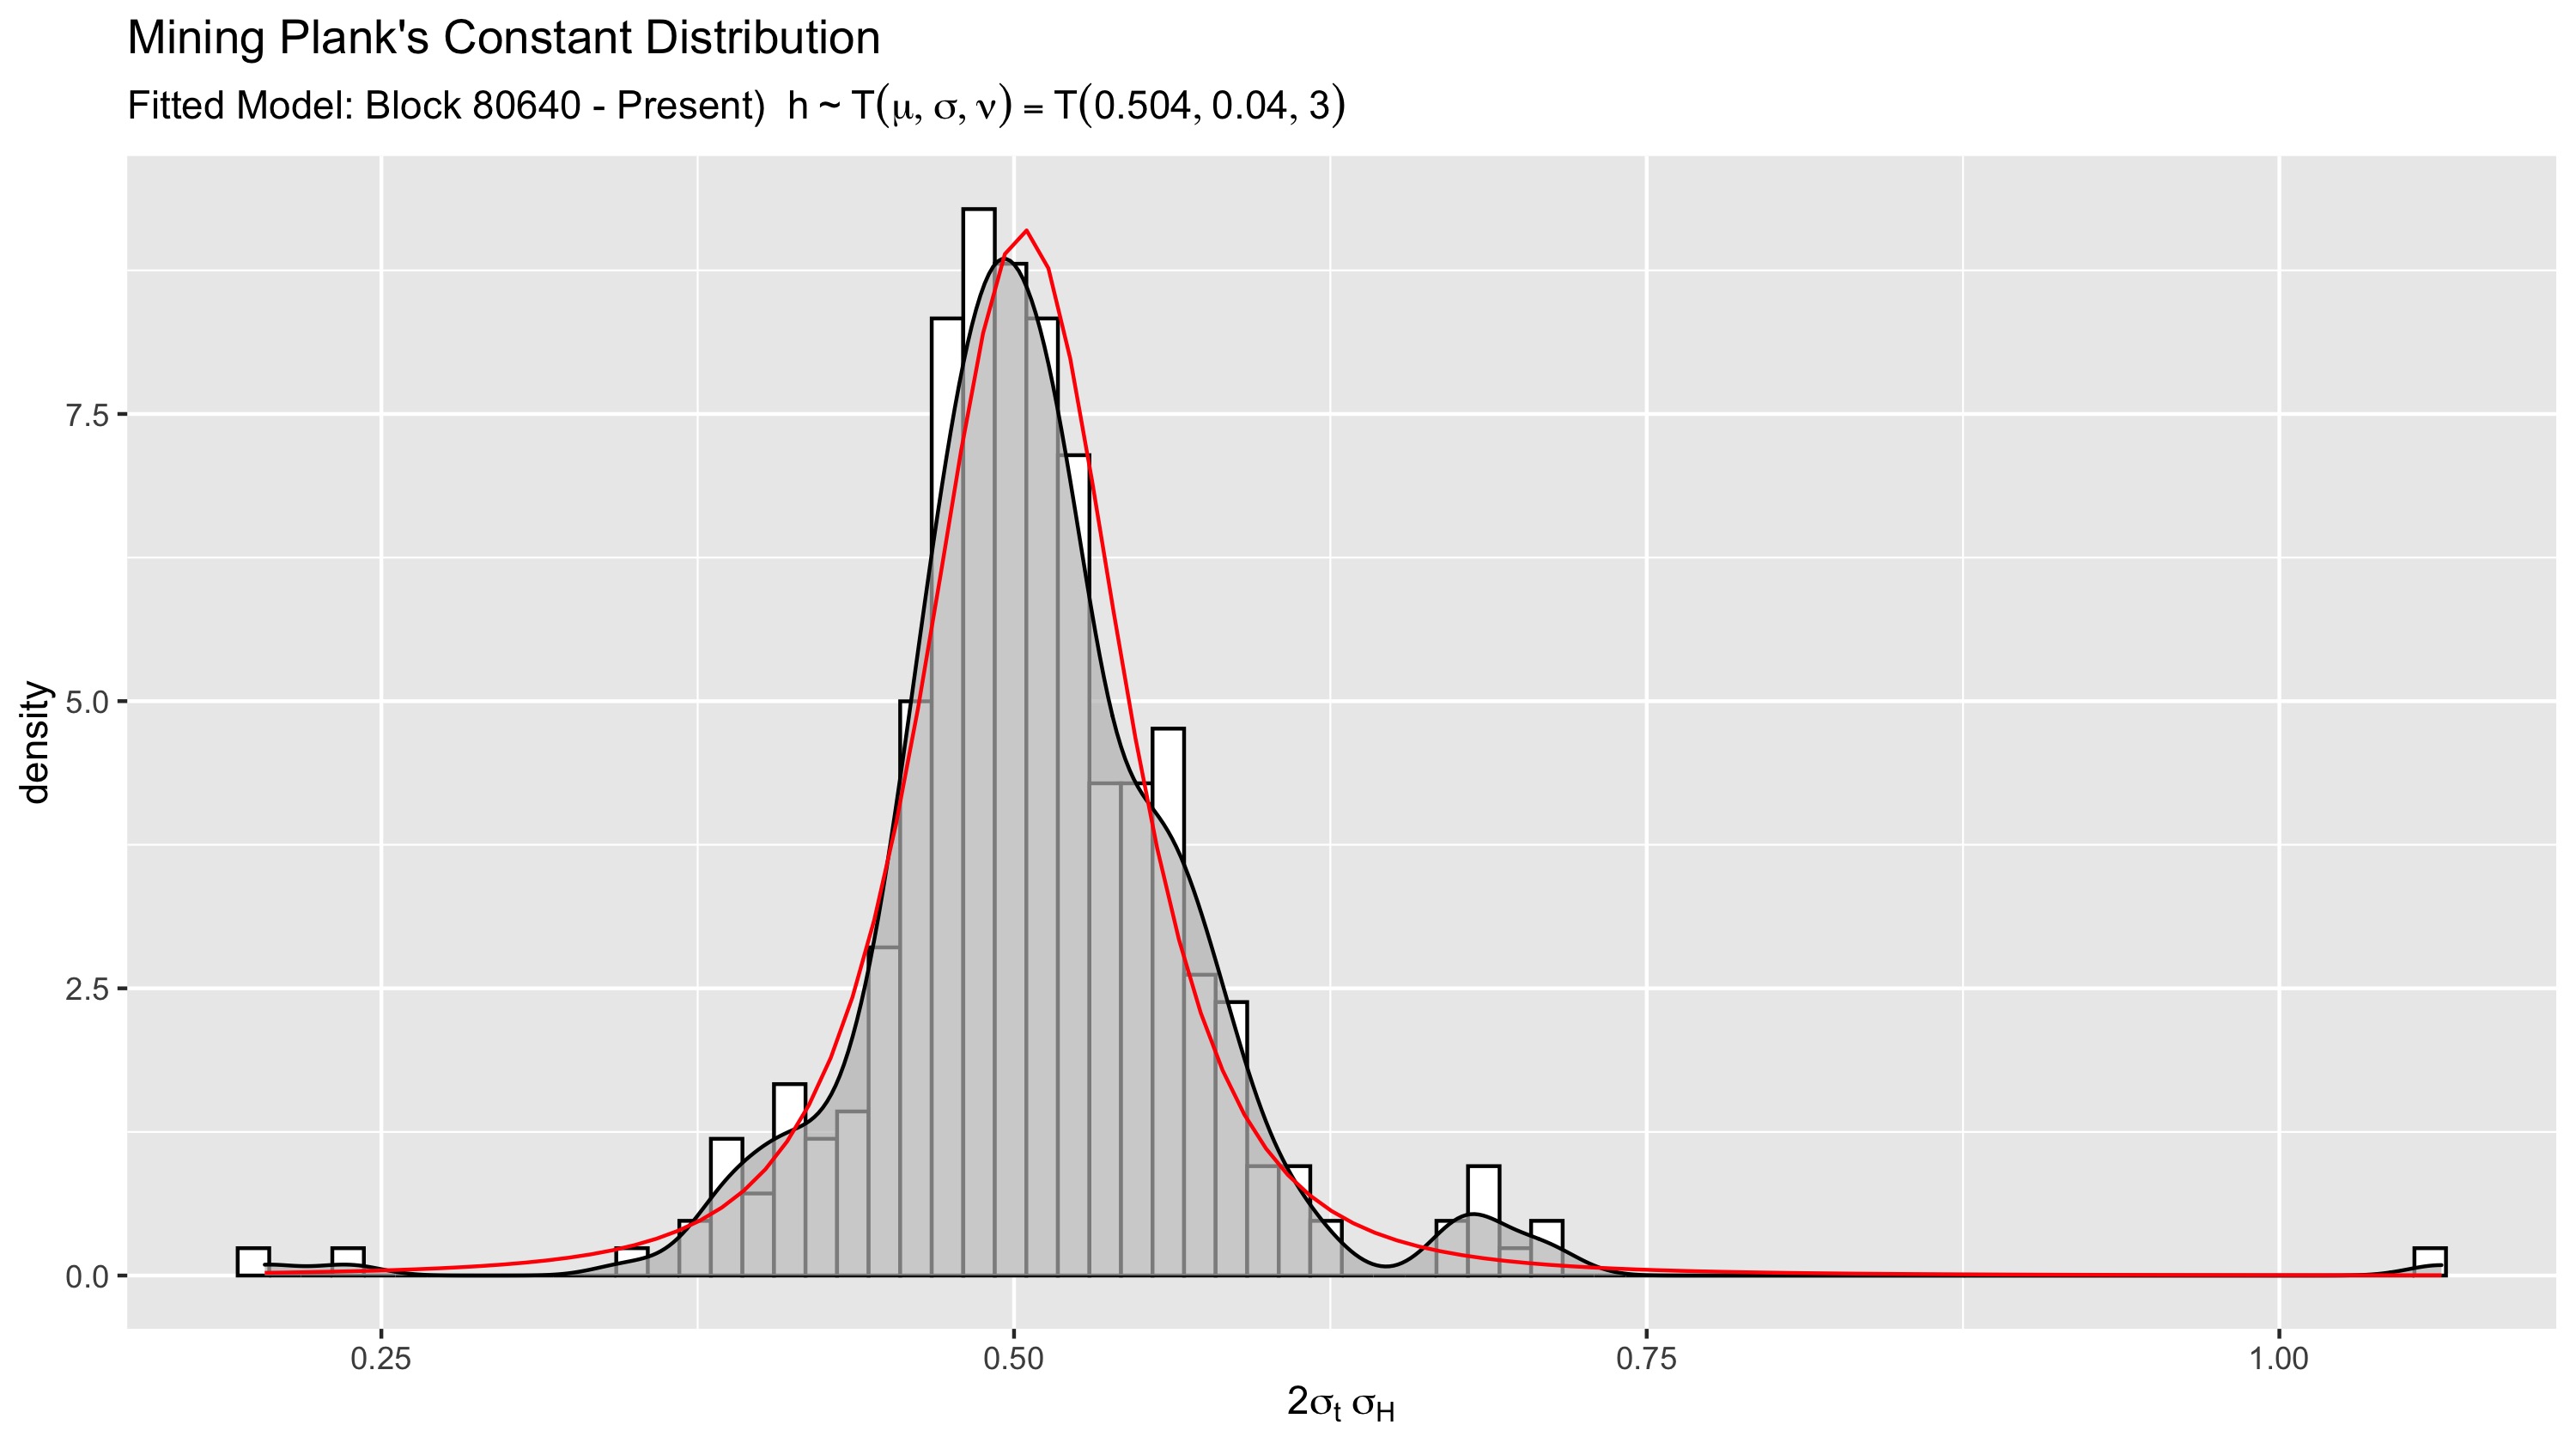 Mining Plank's Constant Distribution
Fitted Model: Block 80640 - Present)  h ~ T(μ, σ, ν) = T(0.504, 0.04, 3)
density
7.5
5.0
2.5
0.0
0.25
0.50
0.75
1.00
2σt σH